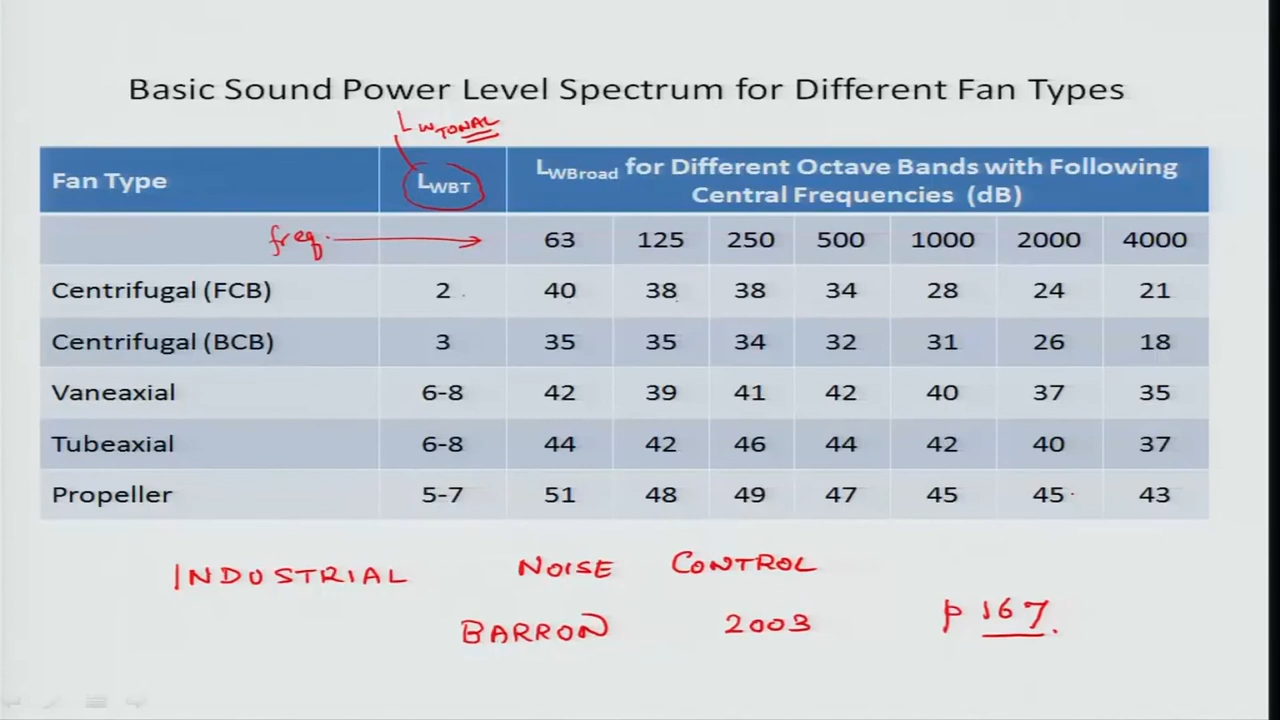 Basic Sound Power Level Spectrum for Different Fan Types
LW TONAL
Fan Type LWBT LWBroad for Different Octave Bands with Following
Central Frequencies (dB)
freq. 63 125 250 500 1000 2000 4000
Centrifugal (FCB) 2 40 38 38 34 28 24 21
Centrifugal (BCB) 3 35 35 34 32 31 26 18
Vaneaxial 6-8 42 39 41 42 40 37 35
Tubeaxial 6-8 44 42 46 44 42 40 37
Propeller 5-7 51 48 49 47 45 45 43
INDUSTRIAL NOISE CONTROL
BARRON 2003 p 167.